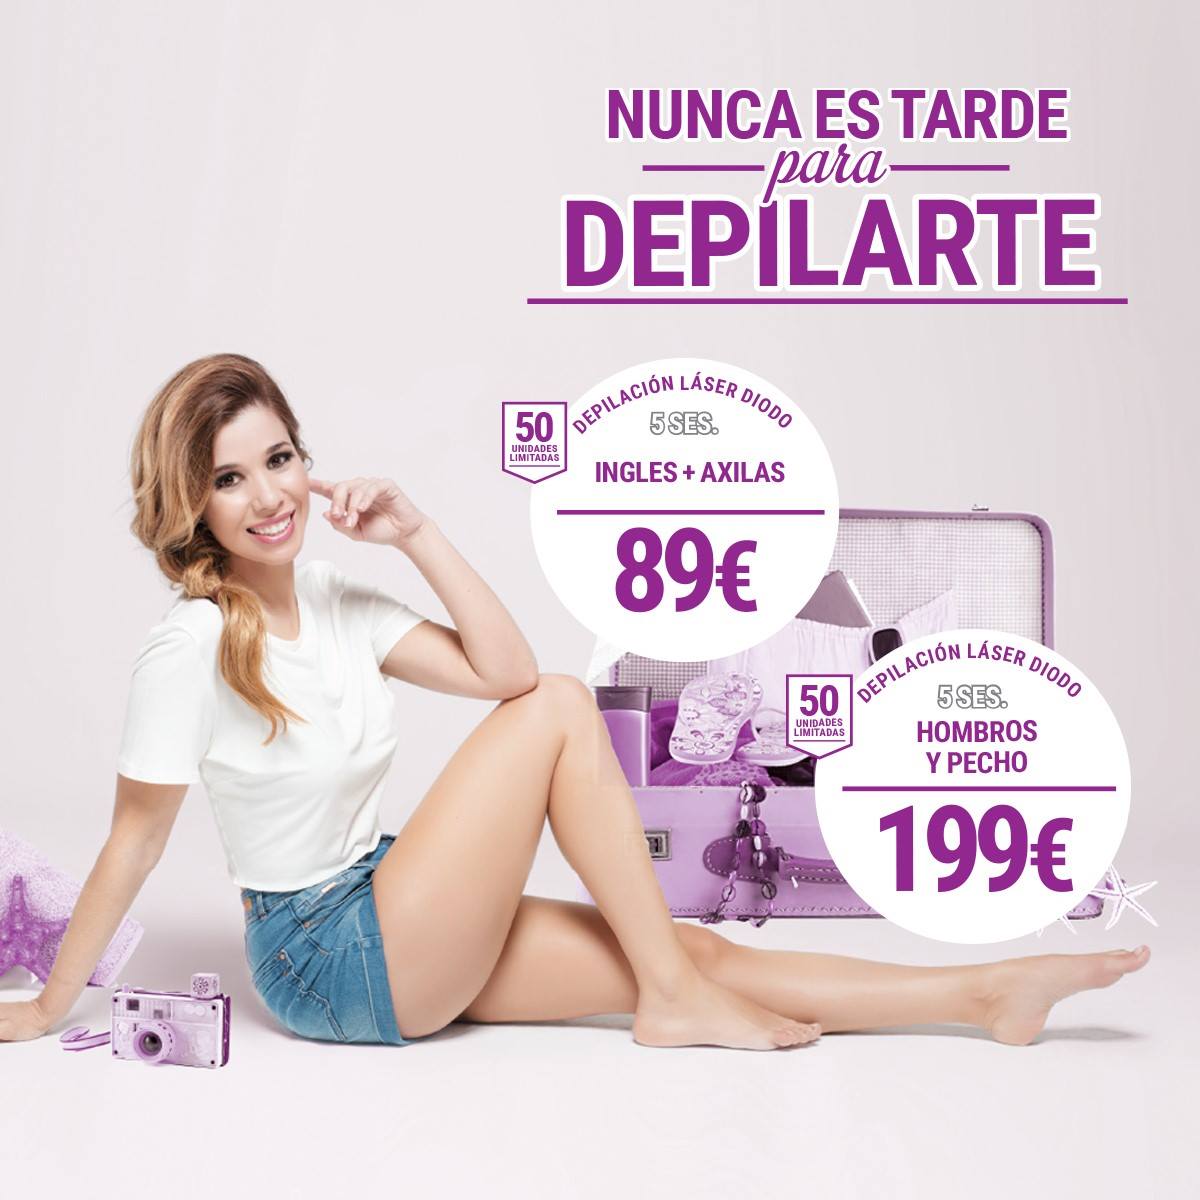 NUNCA ES TARDE
para
DEPILARTE
50
UNIDADES
LIMITADAS
DEPILACIÓN LÁSER DIODO
5 SES.
INGLES + AXILAS
89€
50
UNIDADES
LIMITADAS
DEPILACIÓN LÁSER DIODO
5 SES.
HOMBROS
Y PECHO
199€